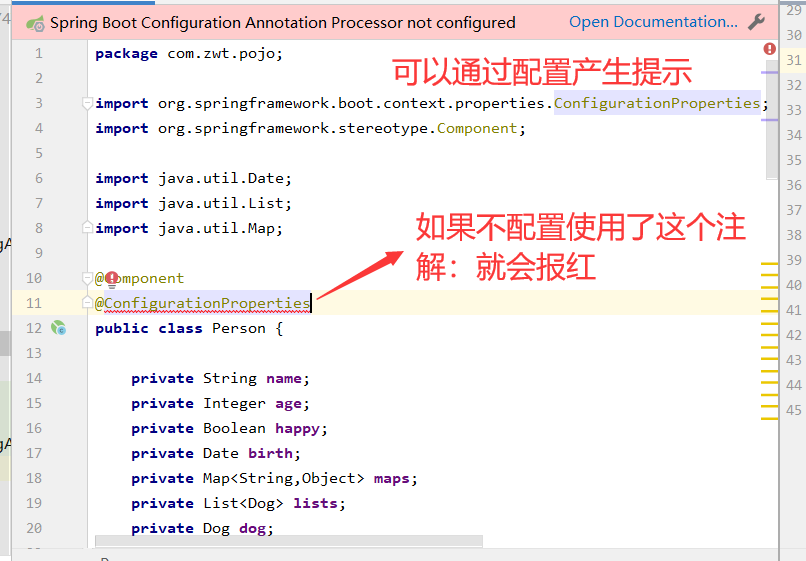 Spring Boot Configuration Annotation Processor not configured Open Documentation...
1 package com.zwt.pojo;
可以通过配置产生提示
2
3 import org.springframework.boot.context.properties.ConfigurationProperties;
4 import org.springframework.stereotype.Component;
5
6 import java.util.Date;
7 import java.util.List;
8 import java.util.Map;
如果不配置使用了这个注
解：就会报红
9
10 @Component
11 @ConfigurationProperties
12 public class Person {
13
14 private String name;
15 private Integer age;
16 private Boolean happy;
17 private Date birth;
18 private Map<String,Object> maps;
19 private List<Dog> lists;
20 private Dog dog;
29
30
31
32
33
34
35
36
37
38
39
40
41
42
43
44
45
gA
gA